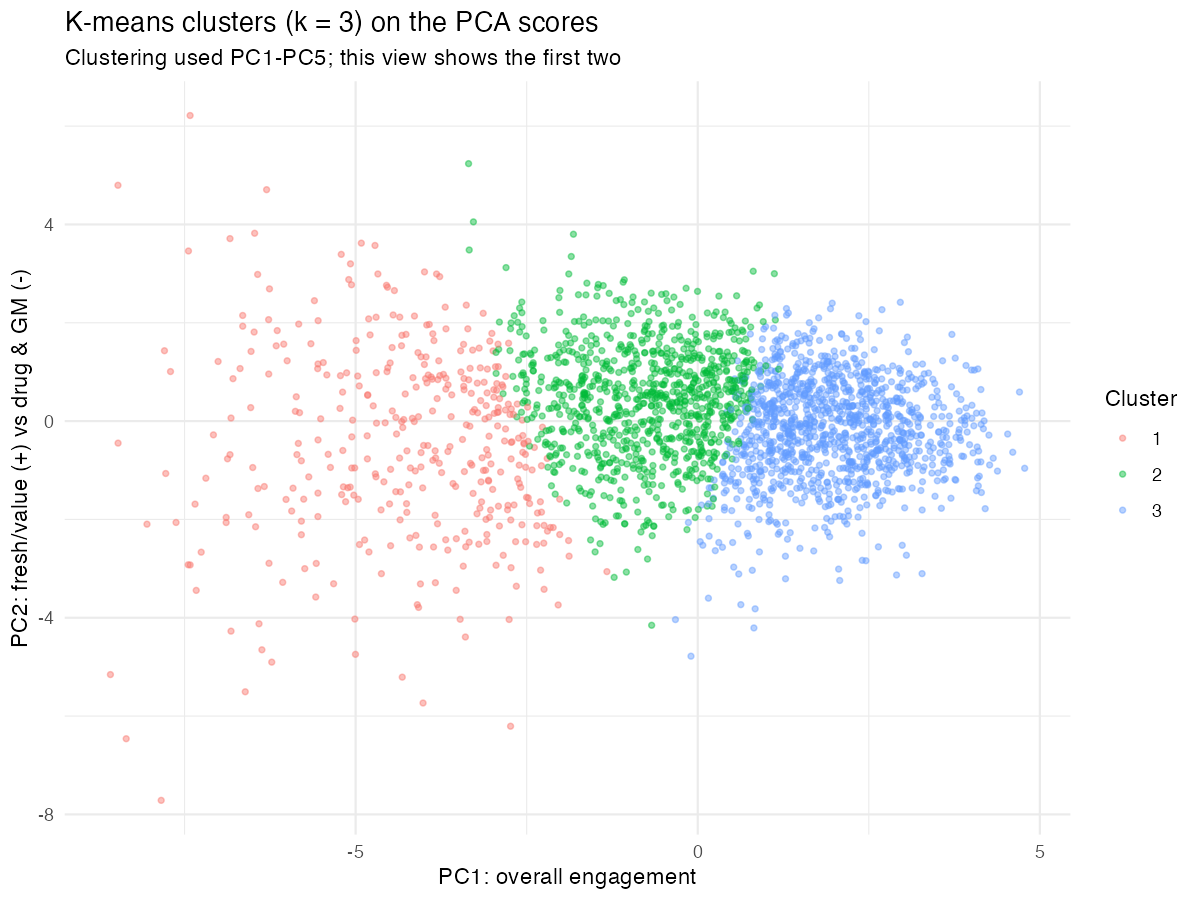 K-means clusters (k = 3) on the PCA scores
Clustering used PC1-PC5; this view shows the first two
PC2: fresh/value (+) vs drug & GM (-)
4
0
-4
-8
-5
0
5
PC1: overall engagement
Cluster
1
2
3